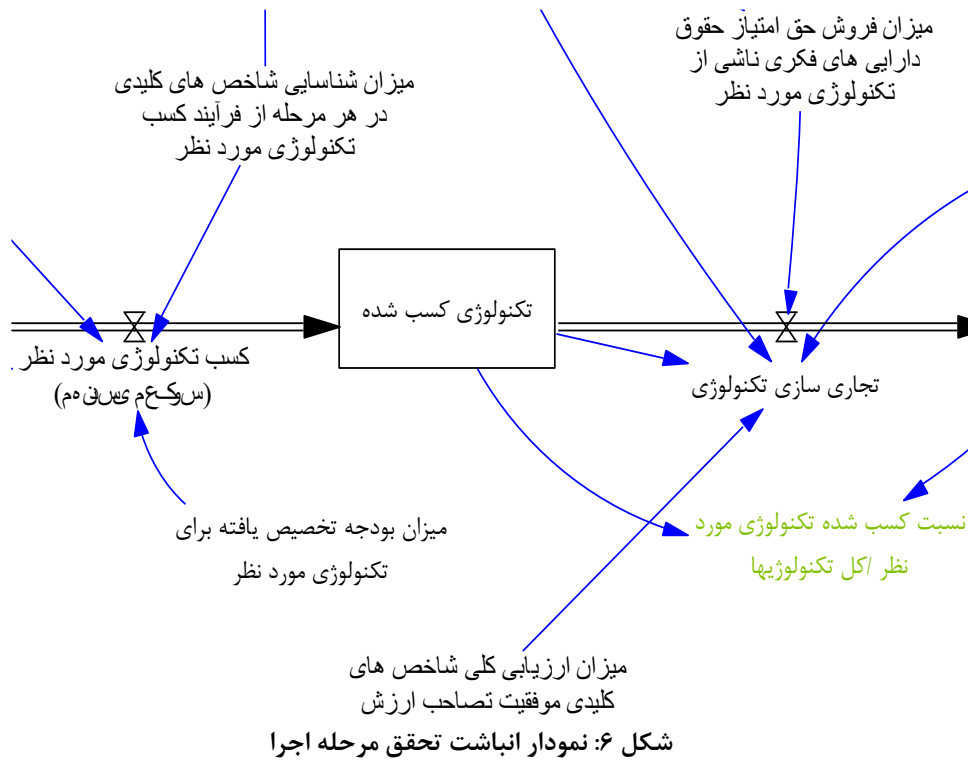 میزان فروش حق امتیاز حقوق
دارایی های فکری ناشی از
تکنولوژی مورد نظر
میزان شناسایی شاخص های کلیدی
در هر مرحله از فرآیند کسب
تکنولوژی مورد نظر
تکنولوژی کسب شده
کسب تکنولوژی مورد نظر
تجاری سازی تکنولوژی
میزان بودجه تخصیص یافته برای
تکنولوژی مورد نظر
نسبت کسب شده تکنولوژی مورد
نظر /کل تکنولوژیها
میزان ارزیابی کلی شاخص های
کلیدی موفقیت تصاحب ارزش
شکل ۶: نمودار انباشت تحقق مرحله اجرا